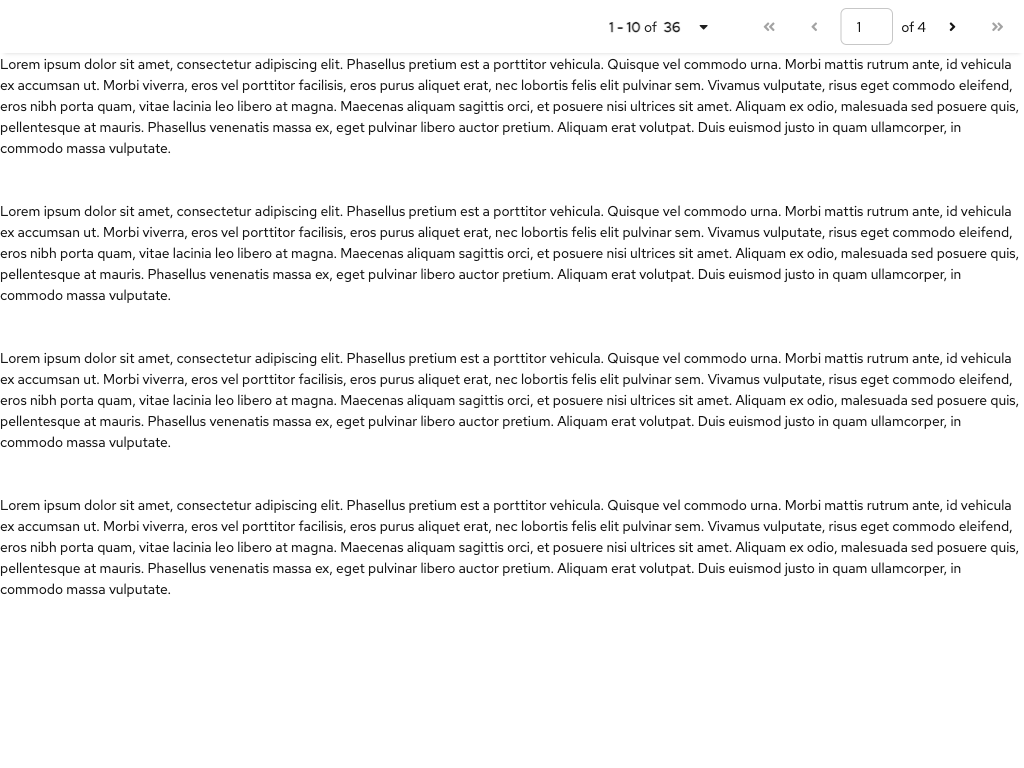 1 - 10 of 36
1
of 4
Lorem ipsum dolor sit amet, consectetur adipiscing elit. Phasellus pretium est a porttitor vehicula. Quisque vel commodo urna. Morbi mattis rutrum ante, id vehicula
ex accumsan ut. Morbi viverra, eros vel porttitor facilisis, eros purus aliquet erat, nec lobortis felis elit pulvinar sem. Vivamus vulputate, risus eget commodo eleifend,
eros nibh porta quam, vitae lacinia leo libero at magna. Maecenas aliquam sagittis orci, et posuere nisi ultrices sit amet. Aliquam ex odio, malesuada sed posuere quis,
pellentesque at mauris. Phasellus venenatis massa ex, eget pulvinar libero auctor pretium. Aliquam erat volutpat. Duis euismod justo in quam ullamcorper, in
commodo massa vulputate.
Lorem ipsum dolor sit amet, consectetur adipiscing elit. Phasellus pretium est a porttitor vehicula. Quisque vel commodo urna. Morbi mattis rutrum ante, id vehicula
ex accumsan ut. Morbi viverra, eros vel porttitor facilisis, eros purus aliquet erat, nec lobortis felis elit pulvinar sem. Vivamus vulputate, risus eget commodo eleifend,
eros nibh porta quam, vitae lacinia leo libero at magna. Maecenas aliquam sagittis orci, et posuere nisi ultrices sit amet. Aliquam ex odio, malesuada sed posuere quis,
pellentesque at mauris. Phasellus venenatis massa ex, eget pulvinar libero auctor pretium. Aliquam erat volutpat. Duis euismod justo in quam ullamcorper, in
commodo massa vulputate.
Lorem ipsum dolor sit amet, consectetur adipiscing elit. Phasellus pretium est a porttitor vehicula. Quisque vel commodo urna. Morbi mattis rutrum ante, id vehicula
ex accumsan ut. Morbi viverra, eros vel porttitor facilisis, eros purus aliquet erat, nec lobortis felis elit pulvinar sem. Vivamus vulputate, risus eget commodo eleifend,
eros nibh porta quam, vitae lacinia leo libero at magna. Maecenas aliquam sagittis orci, et posuere nisi ultrices sit amet. Aliquam ex odio, malesuada sed posuere quis,
pellentesque at mauris. Phasellus venenatis massa ex, eget pulvinar libero auctor pretium. Aliquam erat volutpat. Duis euismod justo in quam ullamcorper, in
commodo massa vulputate.
Lorem ipsum dolor sit amet, consectetur adipiscing elit. Phasellus pretium est a porttitor vehicula. Quisque vel commodo urna. Morbi mattis rutrum ante, id vehicula
ex accumsan ut. Morbi viverra, eros vel porttitor facilisis, eros purus aliquet erat, nec lobortis felis elit pulvinar sem. Vivamus vulputate, risus eget commodo eleifend,
eros nibh porta quam, vitae lacinia leo libero at magna. Maecenas aliquam sagittis orci, et posuere nisi ultrices sit amet. Aliquam ex odio, malesuada sed posuere quis,
pellentesque at mauris. Phasellus venenatis massa ex, eget pulvinar libero auctor pretium. Aliquam erat volutpat. Duis euismod justo in quam ullamcorper, in
commodo massa vulputate.